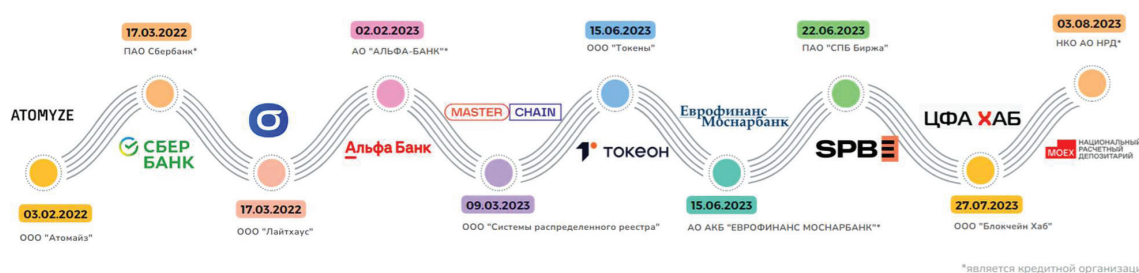 17.03.2022
ПАО Сбербанк*
02.02.2023
АО "АЛЬФА-БАНК"*
15.06.2023
ООО "Токены"
22.06.2023
ПАО "СПБ Биржа"
03.08.2023
НКО АО НРД*
ATOMYZE
СБЕР
БАНК
Альфа Банк
MASTER CHAIN
ТОКЕОН
Еврофинанс
Моснарбанк
SPB
ЦФА ХАБ
MOEX
НАЦИОНАЛЬНЫЙ
РАСЧЕТНЫЙ
ДЕПОЗИТАРИЙ
03.02.2022
ООО "Атомайз"
17.03.2022
ООО "Лайтхаус"
09.03.2023
ООО "Системы распределенного реестра"
15.06.2023
АО АКБ "ЕВРОФИНАНС МОСНАРБАНК"*
27.07.2023
ООО "Блокчейн Хаб"
*является кредитной организаци